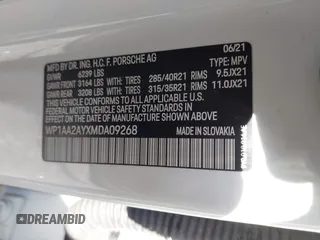 MFD. BY DR. ING. H.C. F. PORSCHE AG 06/21
GVWR 6239 LBS TYPE: MPV
GAWR FRONT 3164 LBS WITH TIRES 285/40R21 RIMS 9.5JX21
GAWR REAR 3208 LBS WITH TIRES 315/35R21 RIMS 11.0JX21
THIS VEHICLE CONFORMS TO ALL APPLICABLE FEDERAL
MOTOR VEHICLE SAFETY STANDARDS IN EFFECT ON THE
DATE OF MANUFACTURE SHOWN ABOVE.
WP1AA2AYXMDA09268 MADE IN SLOVAKIA
DREAMBID